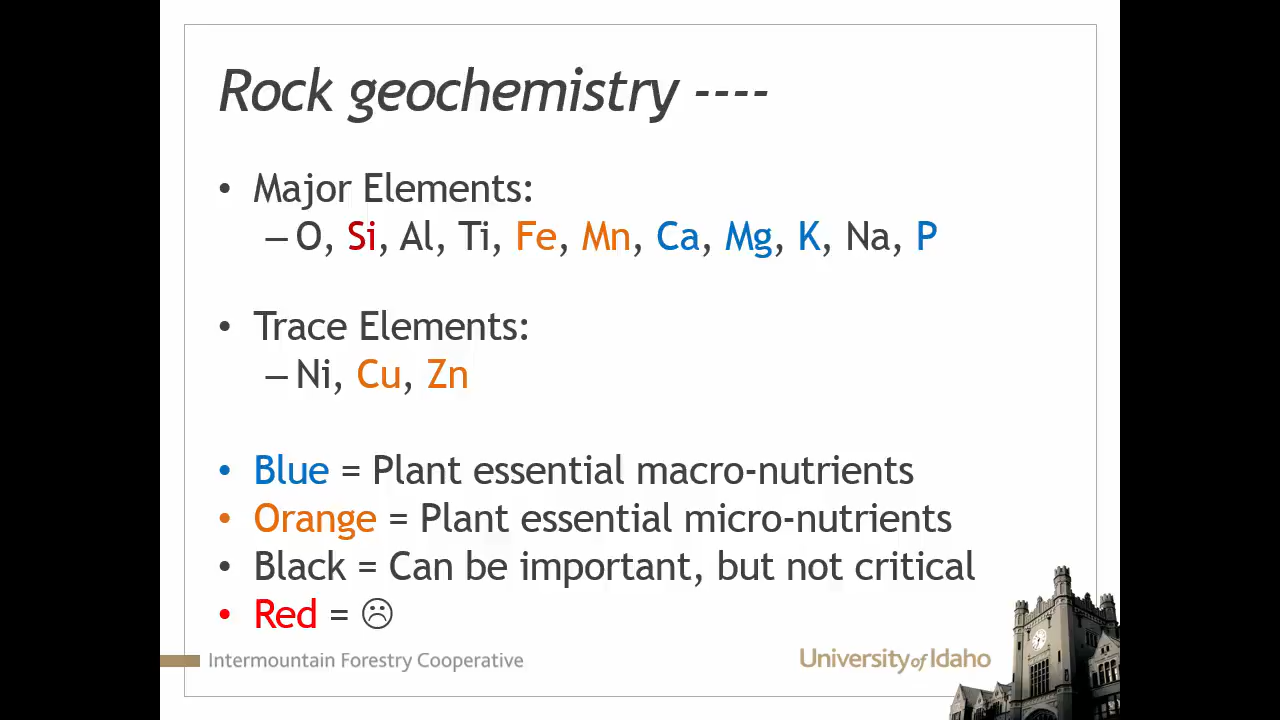 Rock geochemistry ----
• Major Elements:
– O, Si, Al, Ti, Fe, Mn, Ca, Mg, K, Na, P
• Trace Elements:
– Ni, Cu, Zn
• Blue = Plant essential macro-nutrients
• Orange = Plant essential micro-nutrients
• Black = Can be important, but not critical
• Red = ☹
Intermountain Forestry Cooperative
University of Idaho